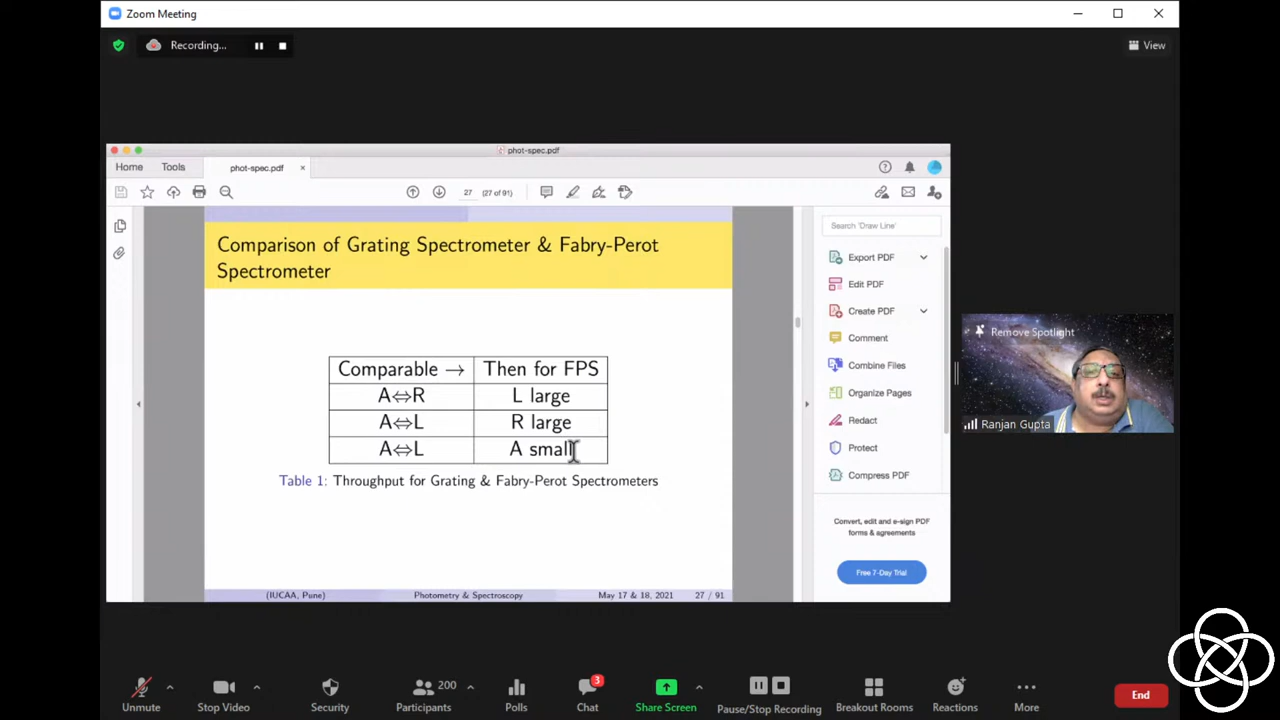 Zoom Meeting
Recording...
View
phot-spec.pdf
Home
Tools
phot-spec.pdf ×
27 (27 of 91)
Comparison of Grating Spectrometer & Fabry-Perot
Spectrometer
Comparable → Then for FPS
A⇔R L large
A⇔L R large
A⇔L A small
Table 1: Throughput for Grating & Fabry-Perot Spectrometers
(IUCAA, Pune) Photometry & Spectroscopy May 17 & 18, 2021 27 / 91
Search 'Draw Line'
Export PDF
Edit PDF
Create PDF
Comment
Combine Files
Organize Pages
Redact
Protect
Compress PDF
Convert, edit and e-sign PDF
forms & agreements
Free 7-Day Trial
Remove Spotlight
Ranjan Gupta
Unmute
Stop Video
Security
200
Participants
Polls
3
Chat
Share Screen
Pause/Stop Recording
Breakout Rooms
Reactions
More
End